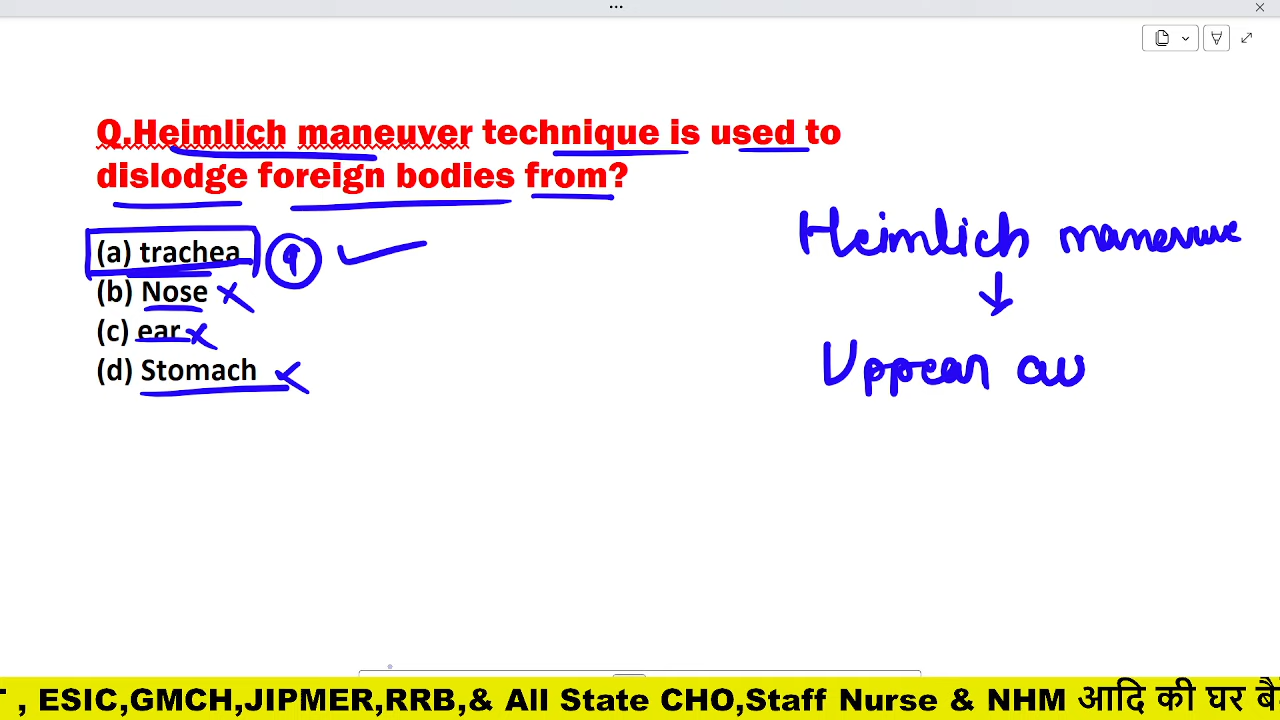 Q.Heimlich maneuver technique is used to
dislodge foreign bodies from?
(a) trachea
(b) Nose
(c) ear
(d) Stomach
Heimlich
↓
Uppear
, ESIC,GMCH,JIPMER,RRB,& All State CHO,Staff Nurse & NHM आदि की घर